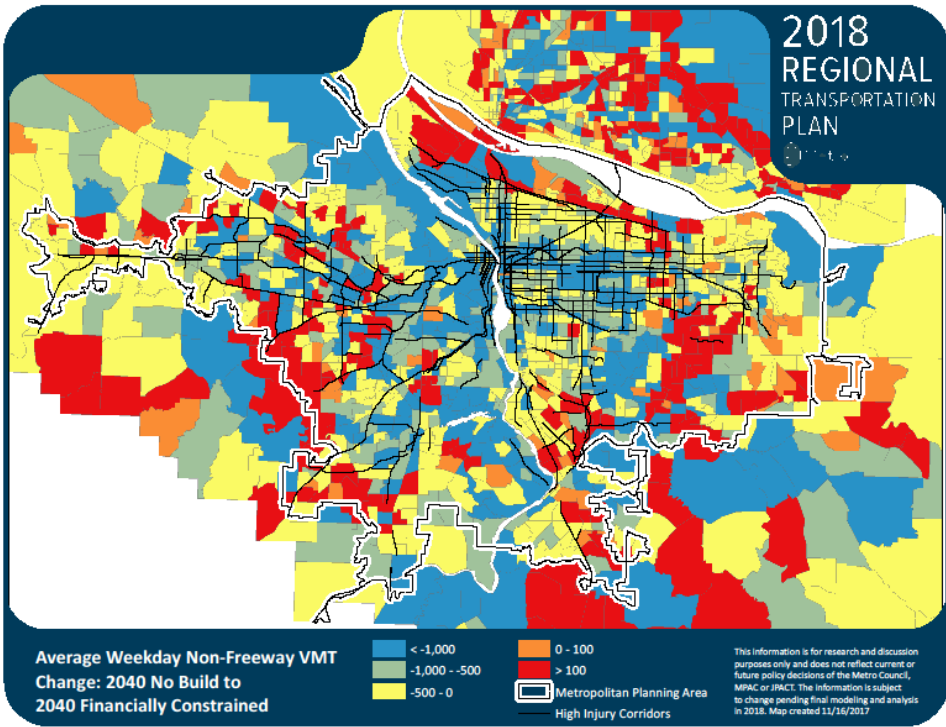 2018
REGIONAL
TRANSPORTATION
PLAN
Average Weekday Non-Freeway VMT
Change: 2040 No Build to
2040 Financially Constrained
< -1,000
-1,000 - -500
-500 - 0
0 - 100
> 100
Metropolitan Planning Area
High Injury Corridors
This information is for research and discussion
purposes only and does not reflect current or
future policy decisions of the Metro Council,
MPAC or JPACT. The information is subject
to change pending final modeling and analysis
in 2018. Map created 11/16/2017